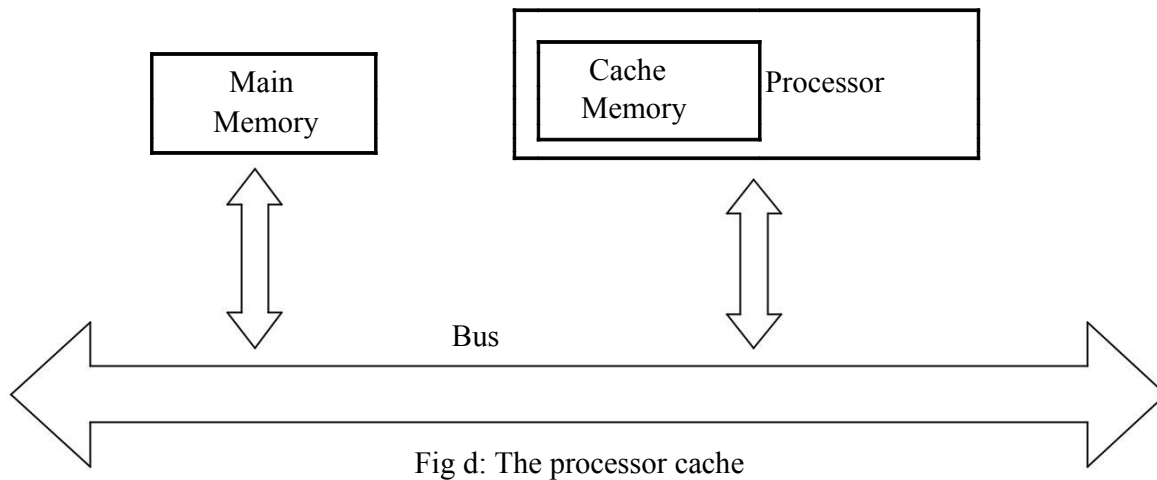 Main
Memory
Cache
Memory
Processor
Bus
Fig d: The processor cache